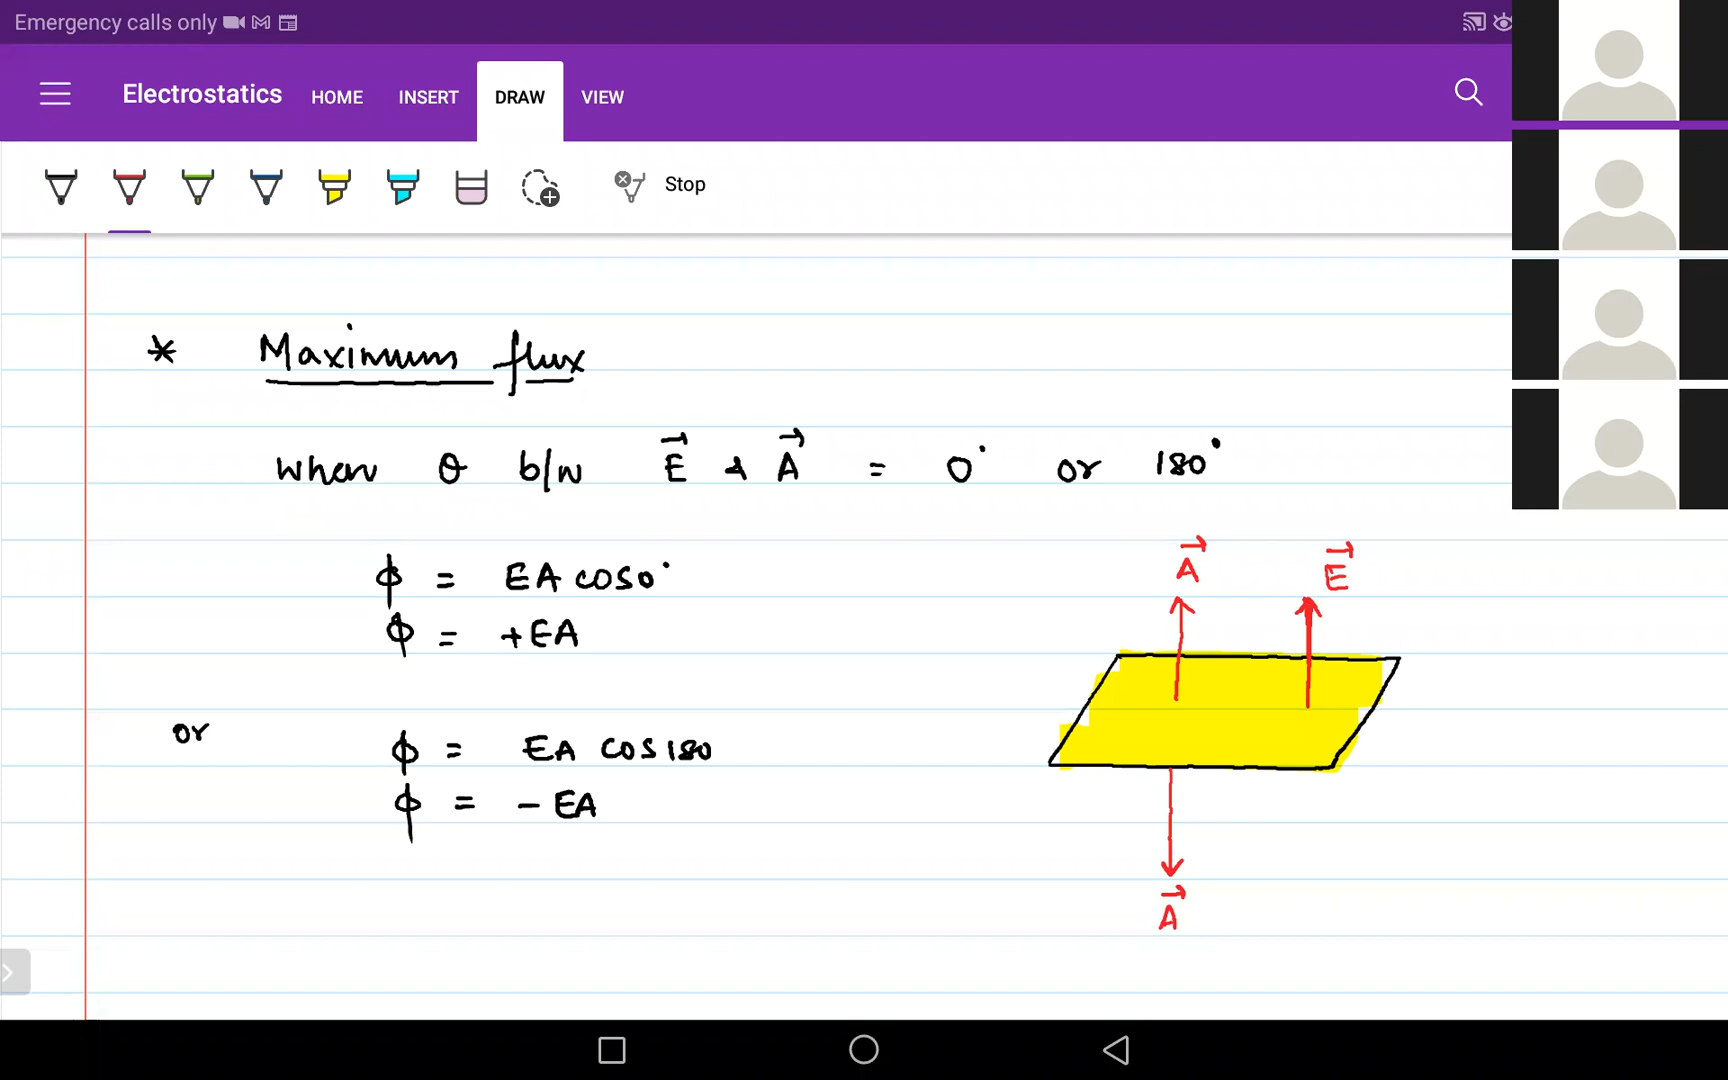 Emergency calls only
Electrostatics HOME INSERT DRAW VIEW
Stop
* Maximum flux
when θ b/w E⃗ & A⃗ = 0° or 180°
ϕ = EA cos0°
ϕ = +EA
or
ϕ = EA cos180
ϕ = - EA
A⃗ E⃗
A⃗